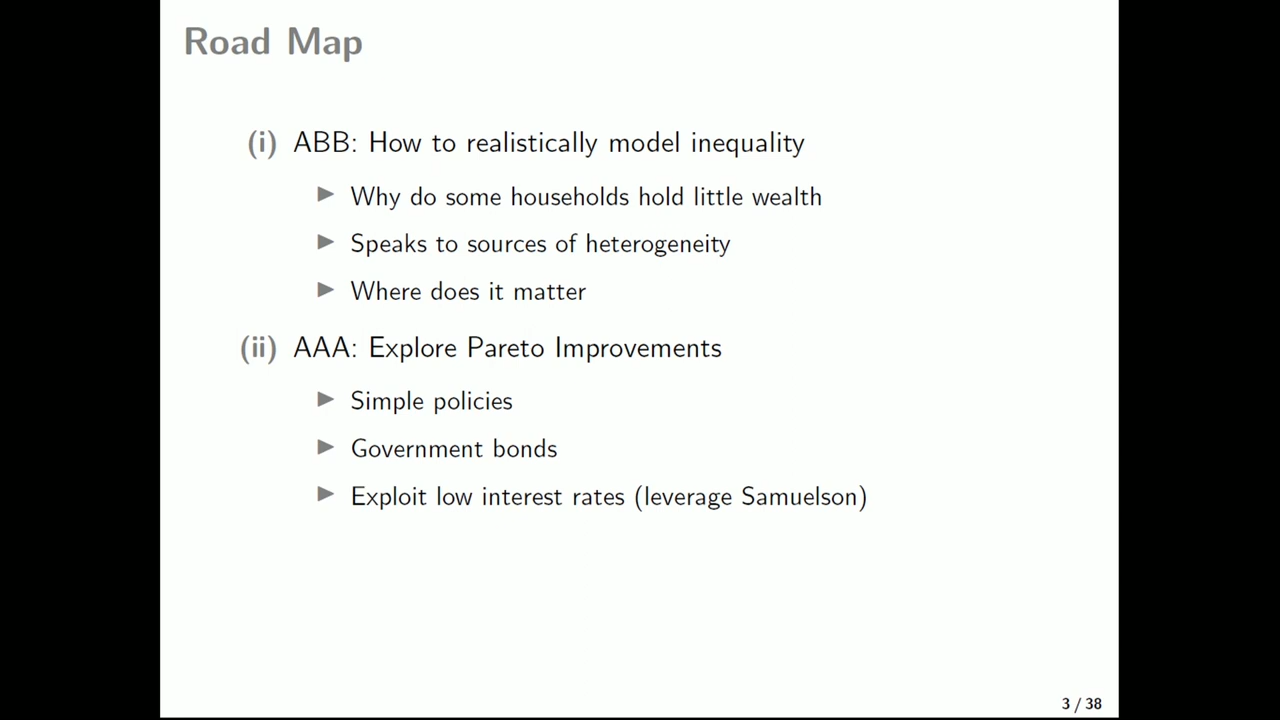 Road Map
(i) ABB: How to realistically model inequality
▶ Why do some households hold little wealth
▶ Speaks to sources of heterogeneity
▶ Where does it matter
(ii) AAA: Explore Pareto Improvements
▶ Simple policies
▶ Government bonds
▶ Exploit low interest rates (leverage Samuelson)
3 / 38